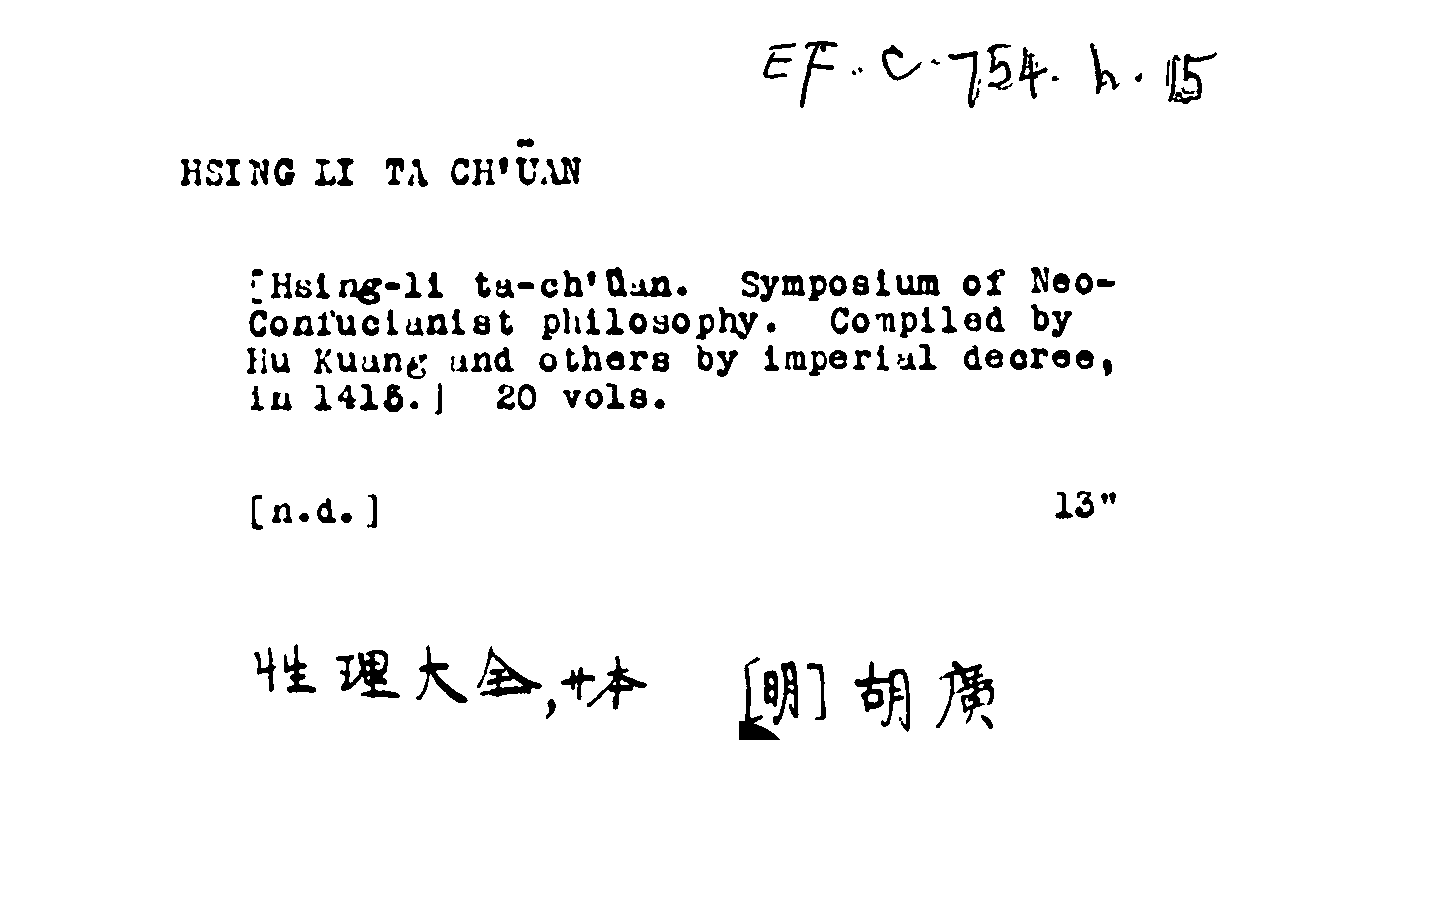 EF. C. 754. h. 15
HSING LI TA CH'ÜAN
[Hsing-li ta-ch'üan. Symposium of Neo-
Confucianist philosophy. Compiled by
Hu Kuang and others by imperial decree,
in 1415.] 20 vols.
[n.d.] 13"
性理大全,廿本 [明] 胡廣